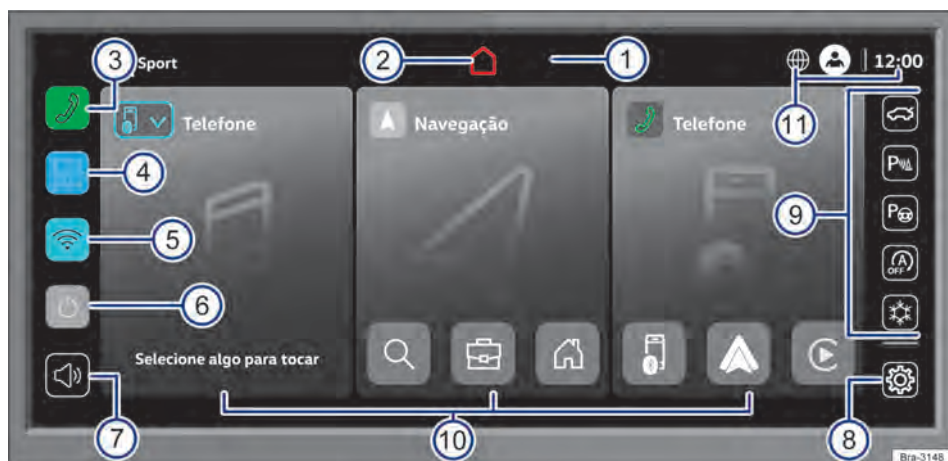 Sport
12:00
Telefone
Navegação
Telefone
P
P
A
OFF
Selecione algo para tocar
1
2
3
4
5
6
7
8
9
10
11
Bra-3148